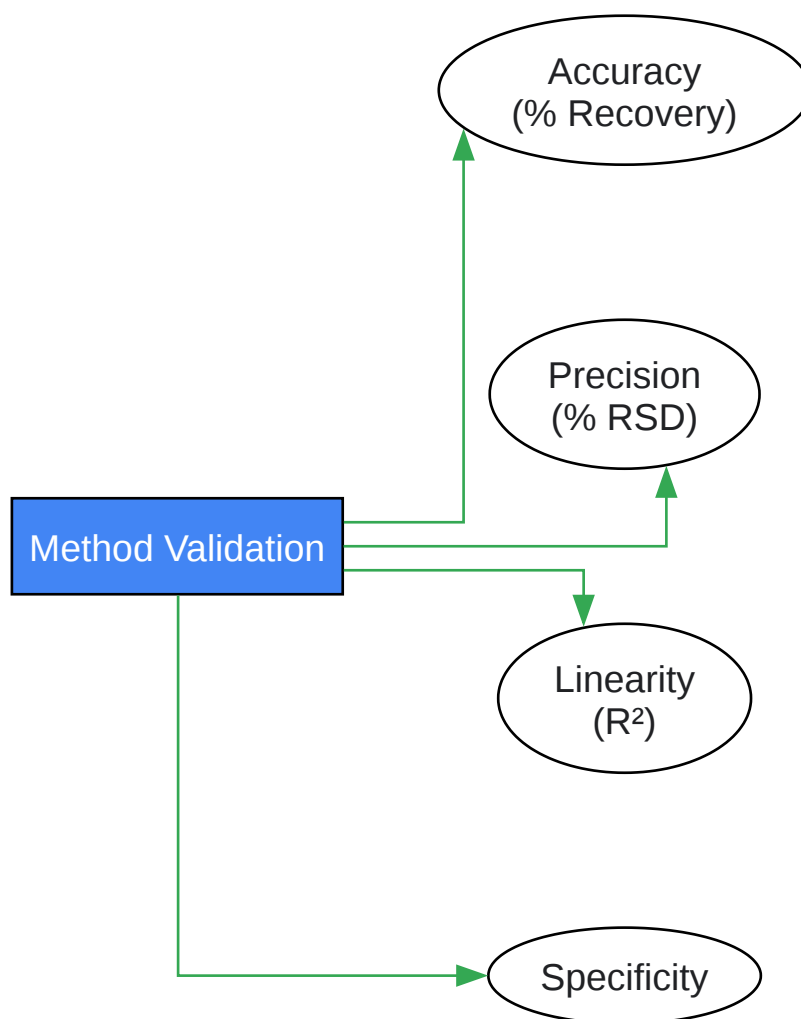 Accuracy
(% Recovery)
Precision
(% RSD)
Method Validation
Linearity
(R²)
Specificity